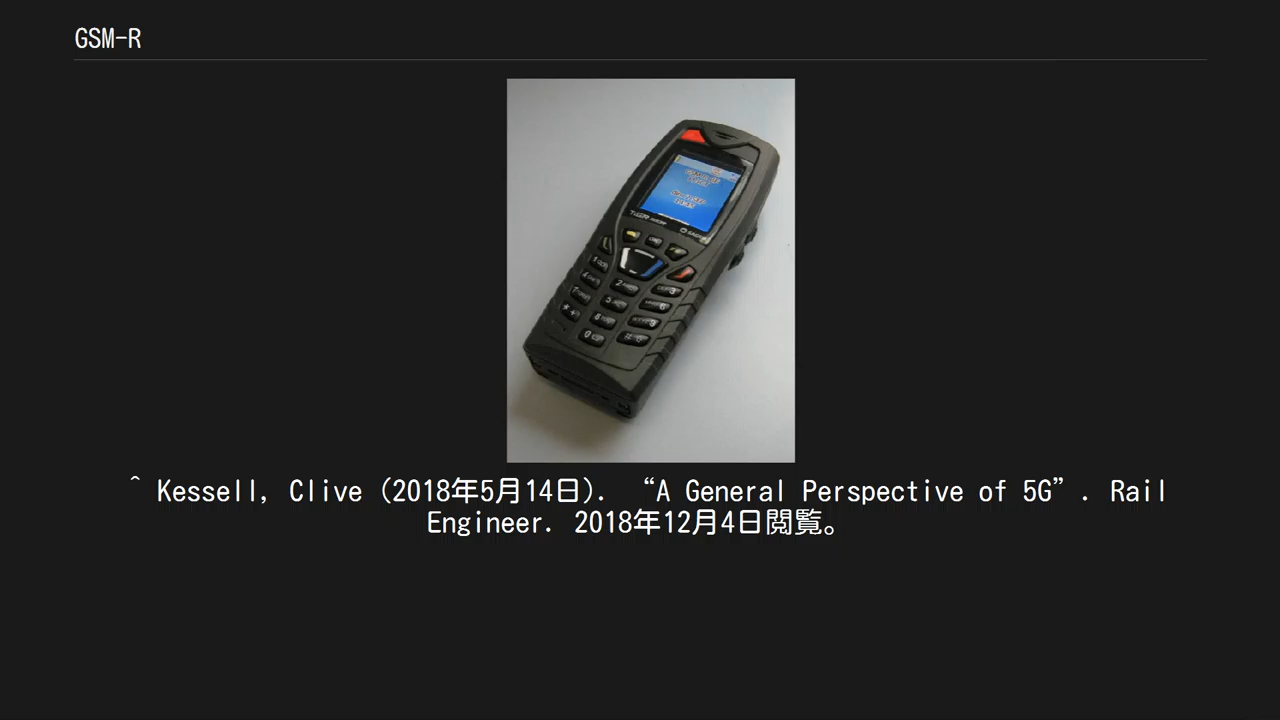 GSM-R
TIGER
^ Kessell, Clive (2018年5月14日). “A General Perspective of 5G”. Rail
Engineer. 2018年12月4日閲覧。